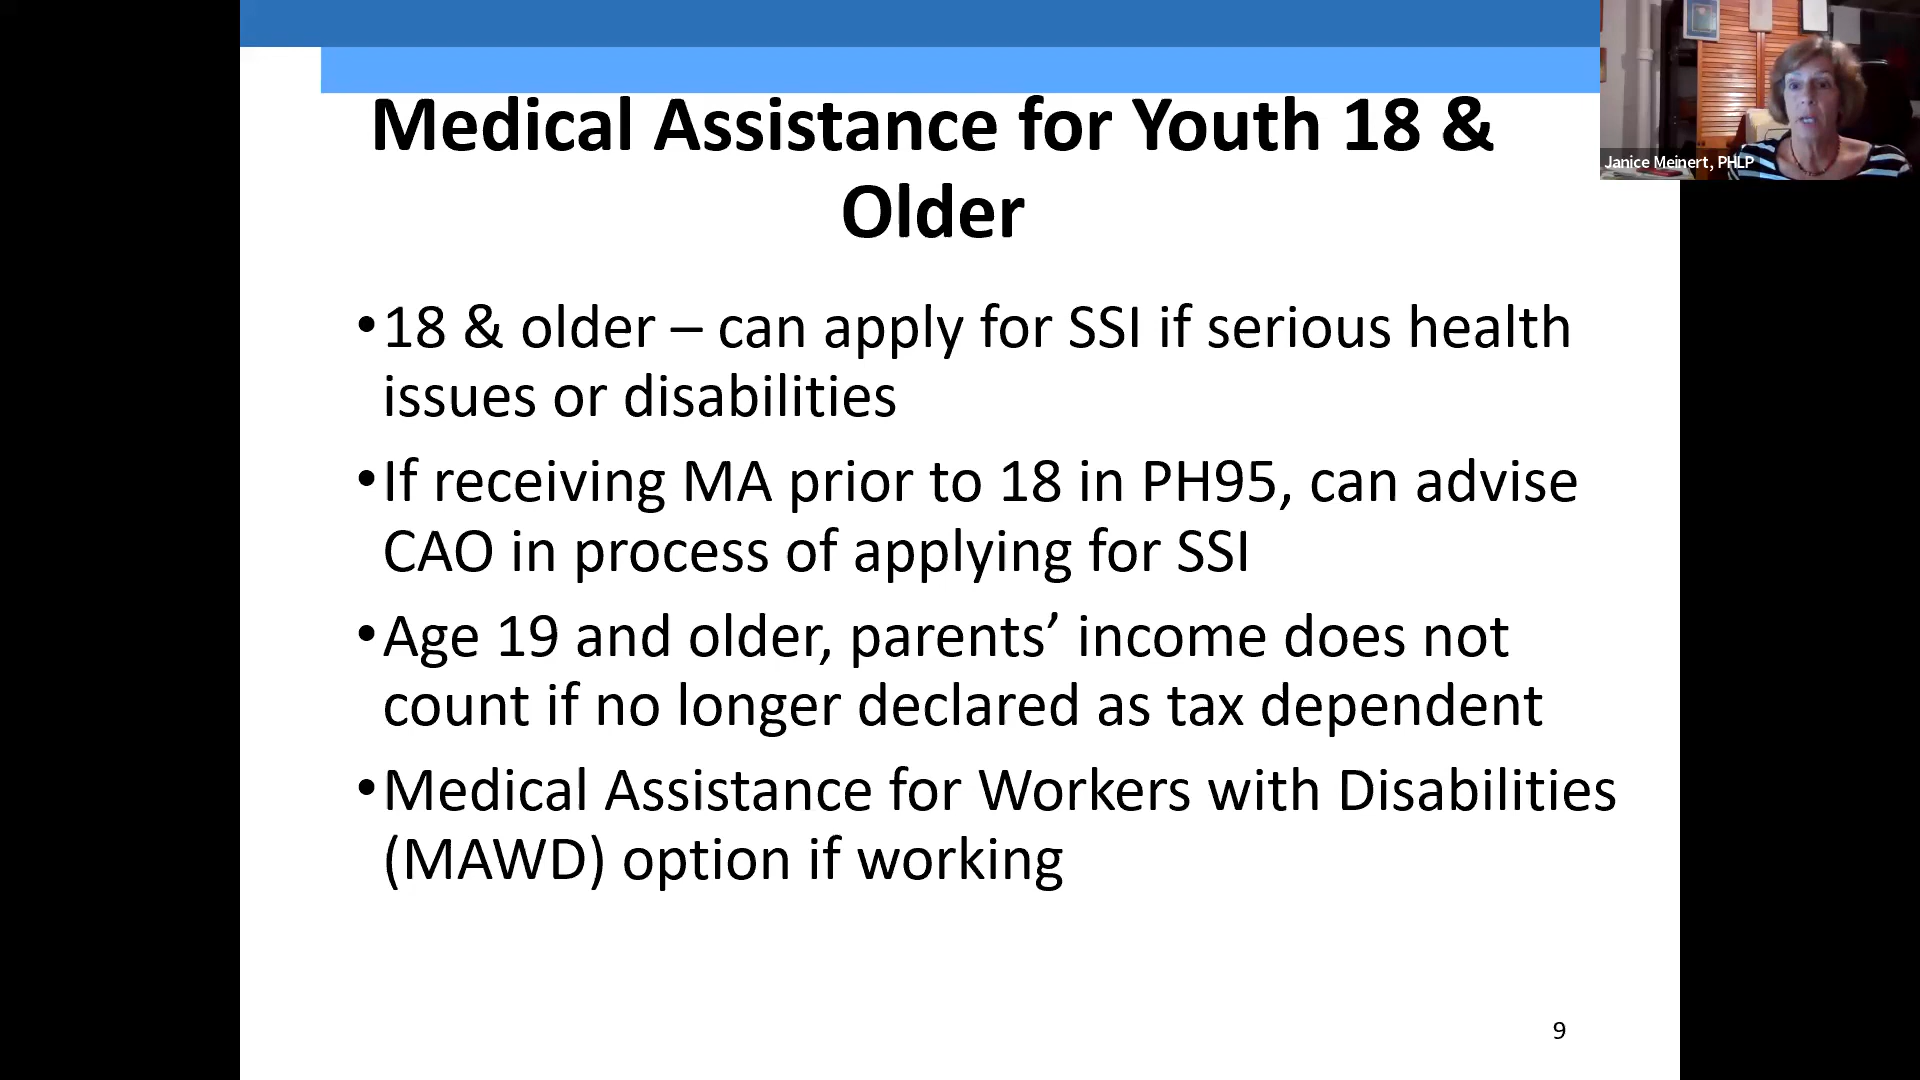 Medical Assistance for Youth 18 &
Older
Janice Meinert, PHLP
•18 & older – can apply for SSI if serious health
issues or disabilities
•If receiving MA prior to 18 in PH95, can advise
CAO in process of applying for SSI
•Age 19 and older, parents’ income does not
count if no longer declared as tax dependent
•Medical Assistance for Workers with Disabilities
(MAWD) option if working
9